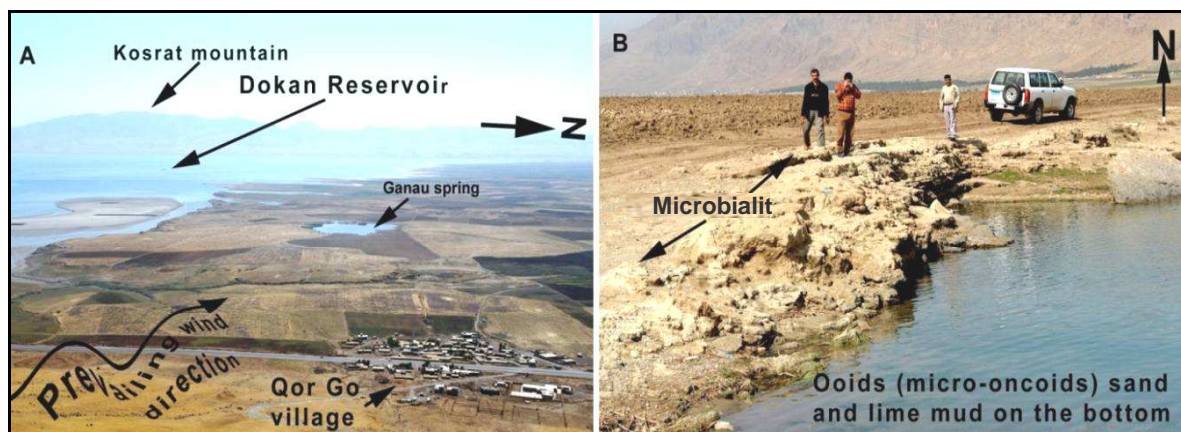 A
Kosrat mountain
Dokan Reservoir
N
Ganau spring
Prevailing wind
direction
Qor Go
village
B
N
Microbialit
Ooids (micro-oncoids) sand
and lime mud on the bottom